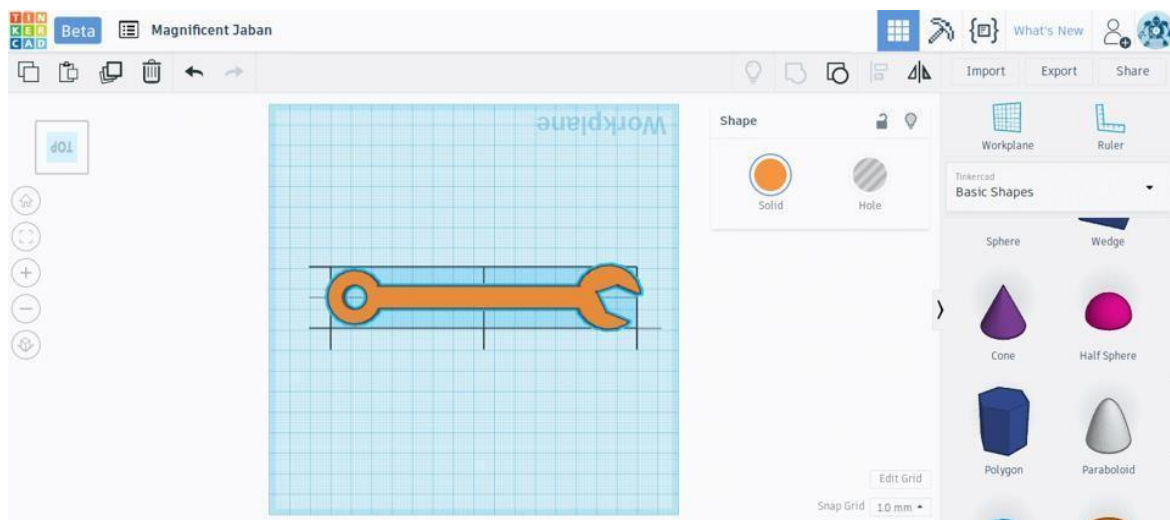 TIN
KER
CAD
Beta
Magnificent Jaban
What's New
Import
Export
Share
TOP
Workplane
Shape
Solid
Hole
Workplane
Ruler
Tinkercad
Basic Shapes
Sphere
Wedge
Cone
Half Sphere
Polygon
Paraboloid
Edit Grid
Snap Grid 1.0 mm